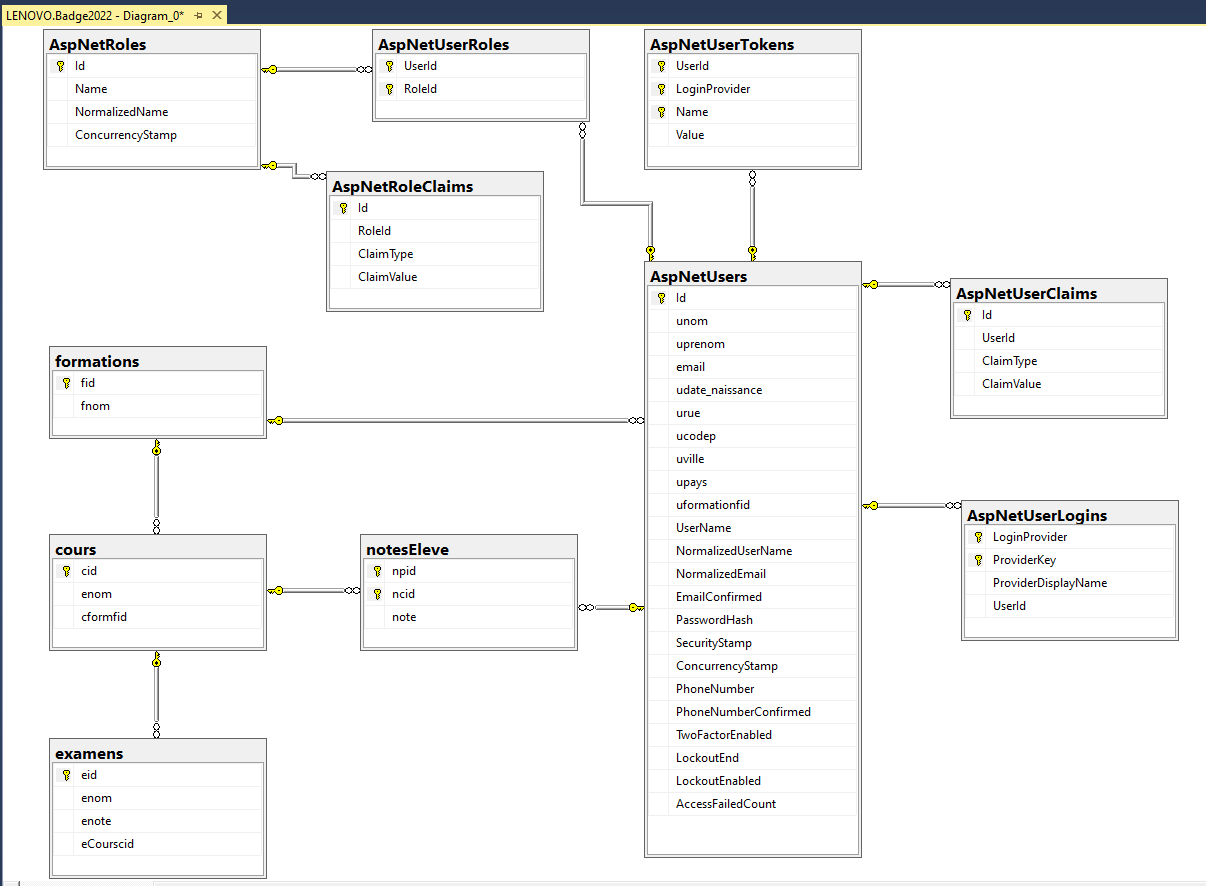 LENOVO.Badge2022 - Diagram_0*
AspNetRoles
Id
Name
NormalizedName
ConcurrencyStamp
AspNetUserRoles
UserId
RoleId
AspNetUserTokens
UserId
LoginProvider
Name
Value
AspNetRoleClaims
Id
RoleId
ClaimType
ClaimValue
AspNetUsers
Id
unom
uprenom
email
udate_naissance
urue
ucodep
uville
upays
uformationfid
UserName
NormalizedUserName
NormalizedEmail
EmailConfirmed
PasswordHash
SecurityStamp
ConcurrencyStamp
PhoneNumber
PhoneNumberConfirmed
TwoFactorEnabled
LockoutEnd
LockoutEnabled
AccessFailedCount
AspNetUserClaims
Id
UserId
ClaimType
ClaimValue
formations
fid
fnom
AspNetUserLogins
LoginProvider
ProviderKey
ProviderDisplayName
UserId
cours
cid
enom
cformfid
notesEleve
npid
ncid
note
examens
eid
enom
enote
eCourscid